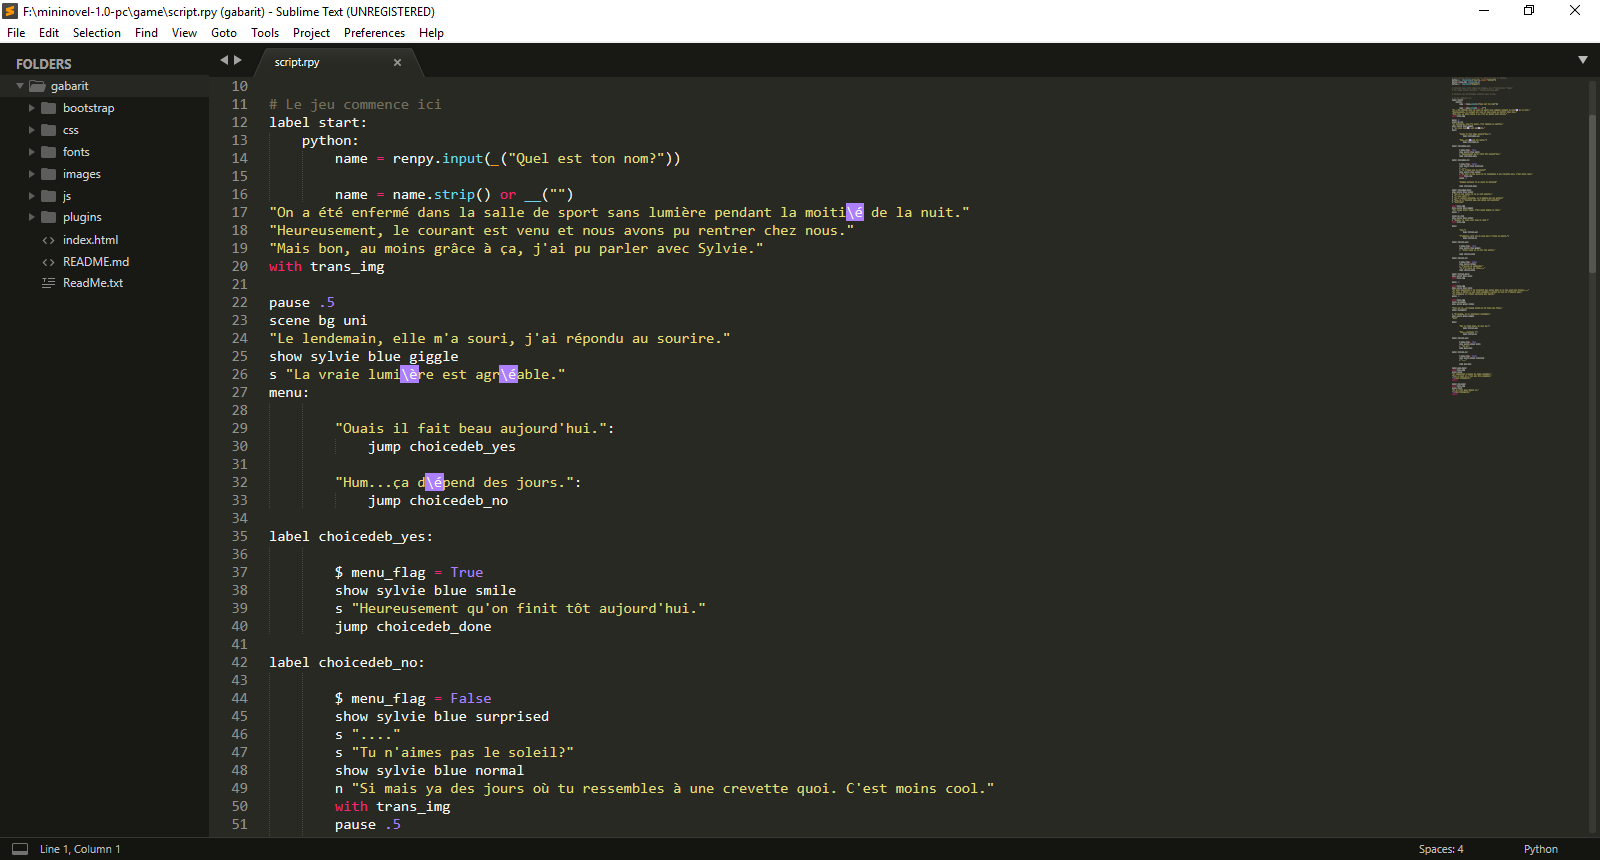 F:\mininovel-1.0-pc\game\script.rpy (gabarit) - Sublime Text (UNREGISTERED)
File Edit Selection Find View Goto Tools Project Preferences Help
FOLDERS
gabarit
bootstrap
css
fonts
images
js
plugins
index.html
README.md
ReadMe.txt
script.rpy
10
11 # Le jeu commence ici
12 label start:
13 python:
14 name = renpy.input(_("Quel est ton nom?"))
15
16 name = name.strip() or __("")
17 "On a été enfermé dans la salle de sport sans lumière pendant la moiti\é de la nuit."
18 "Heureusement, le courant est venu et nous avons pu rentrer chez nous."
19 "Mais bon, au moins grâce à ça, j'ai pu parler avec Sylvie."
20 with trans_img
21
22 pause .5
23 scene bg uni
24 "Le lendemain, elle m'a souri, j'ai répondu au sourire."
25 show sylvie blue giggle
26 s "La vraie lumi\ère est agr\éable."
27 menu:
28
29 "Ouais il fait beau aujourd'hui.":
30 jump choicedeb_yes
31
32 "Hum...ça d\épend des jours.":
33 jump choicedeb_no
34
35 label choicedeb_yes:
36
37 $ menu_flag = True
38 show sylvie blue smile
39 s "Heureusement qu'on finit tôt aujourd'hui."
40 jump choicedeb_done
41
42 label choicedeb_no:
43
44 $ menu_flag = False
45 show sylvie blue surprised
46 s "...."
47 s "Tu n'aimes pas le soleil?"
48 show sylvie blue normal
49 n "Si mais ya des jours où tu ressembles à une crevette quoi. C'est moins cool."
50 with trans_img
51 pause .5
Line 1, Column 1
Spaces: 4
Python